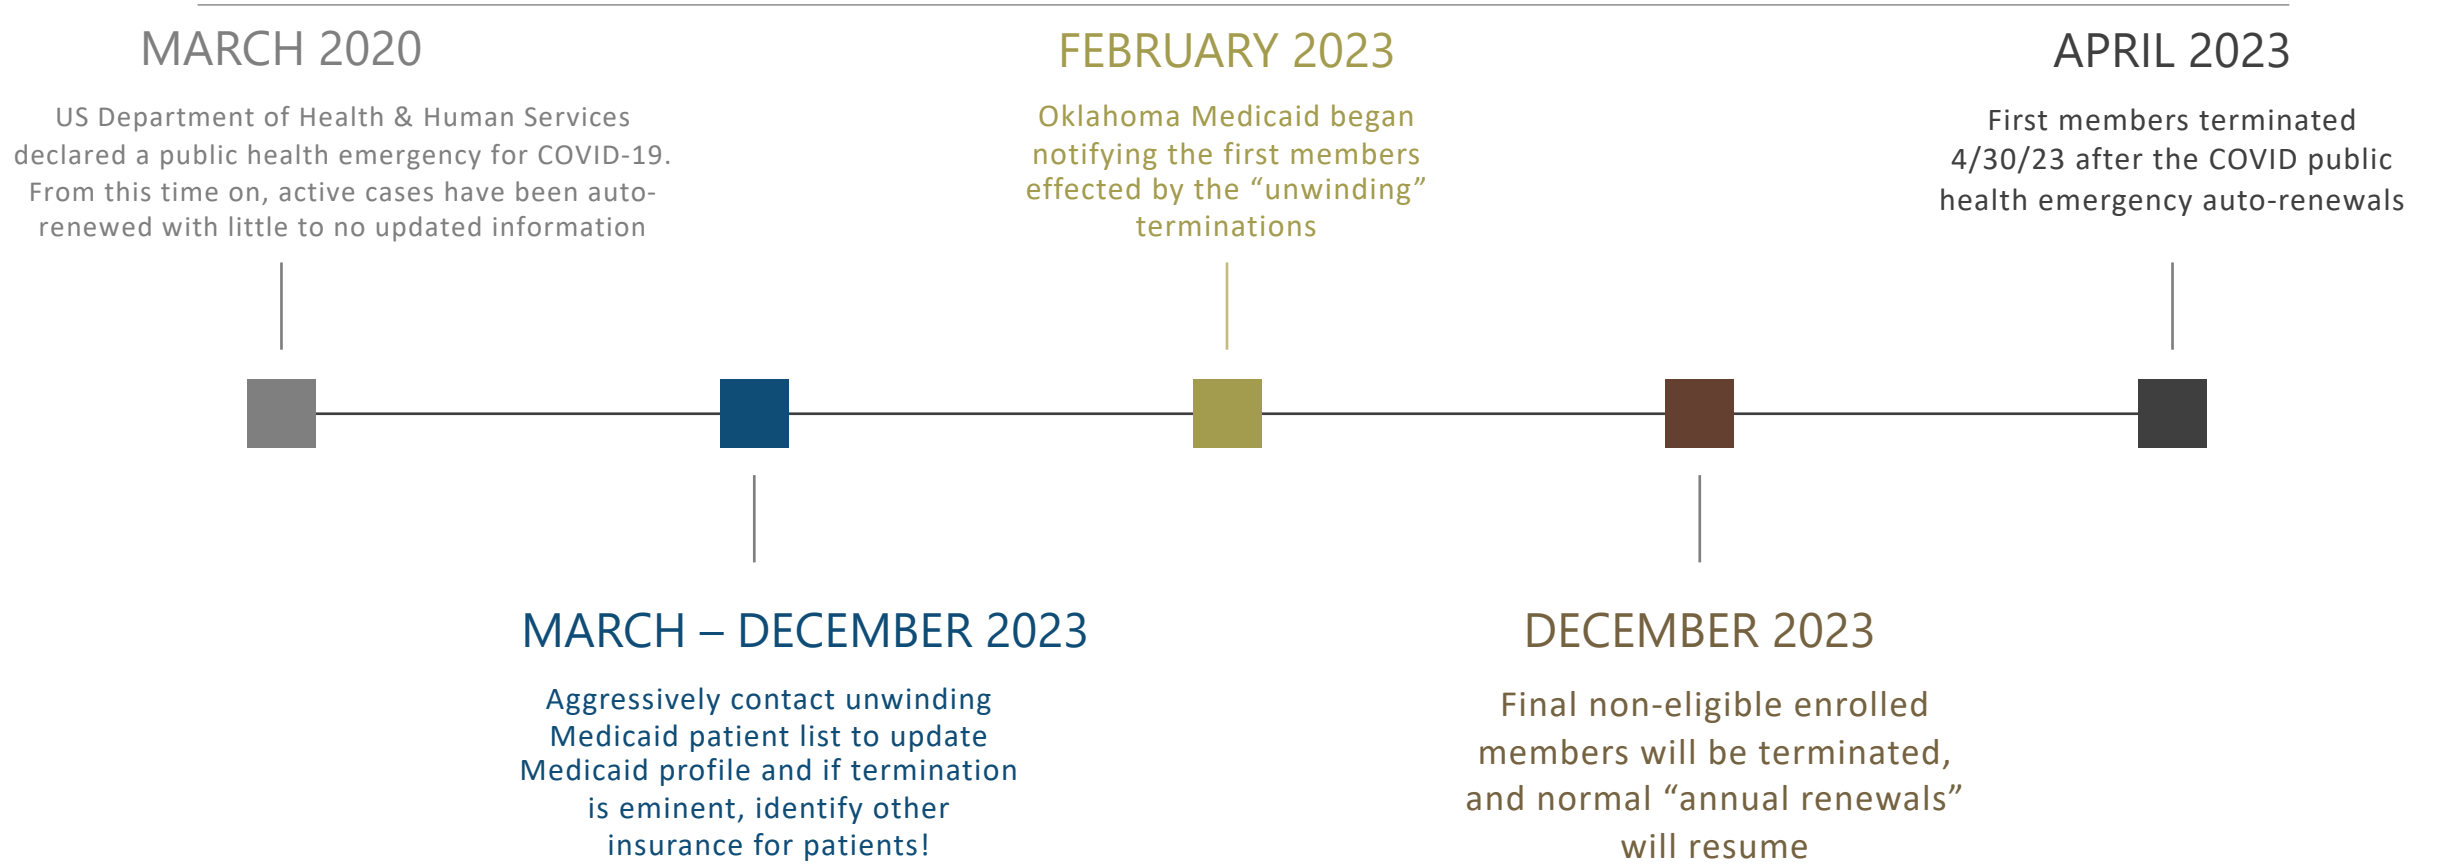 MARCH 2020
US Department of Health & Human Services
declared a public health emergency for COVID-19.
From this time on, active cases have been auto-
renewed with little to no updated information
FEBRUARY 2023
Oklahoma Medicaid began
notifying the first members
effected by the “unwinding”
terminations
APRIL 2023
First members terminated
4/30/23 after the COVID public
health emergency auto-renewals
MARCH – DECEMBER 2023
Aggressively contact unwinding
Medicaid patient list to update
Medicaid profile and if termination
is eminent, identify other
insurance for patients!
DECEMBER 2023
Final non-eligible enrolled
members will be terminated,
and normal “annual renewals”
will resume